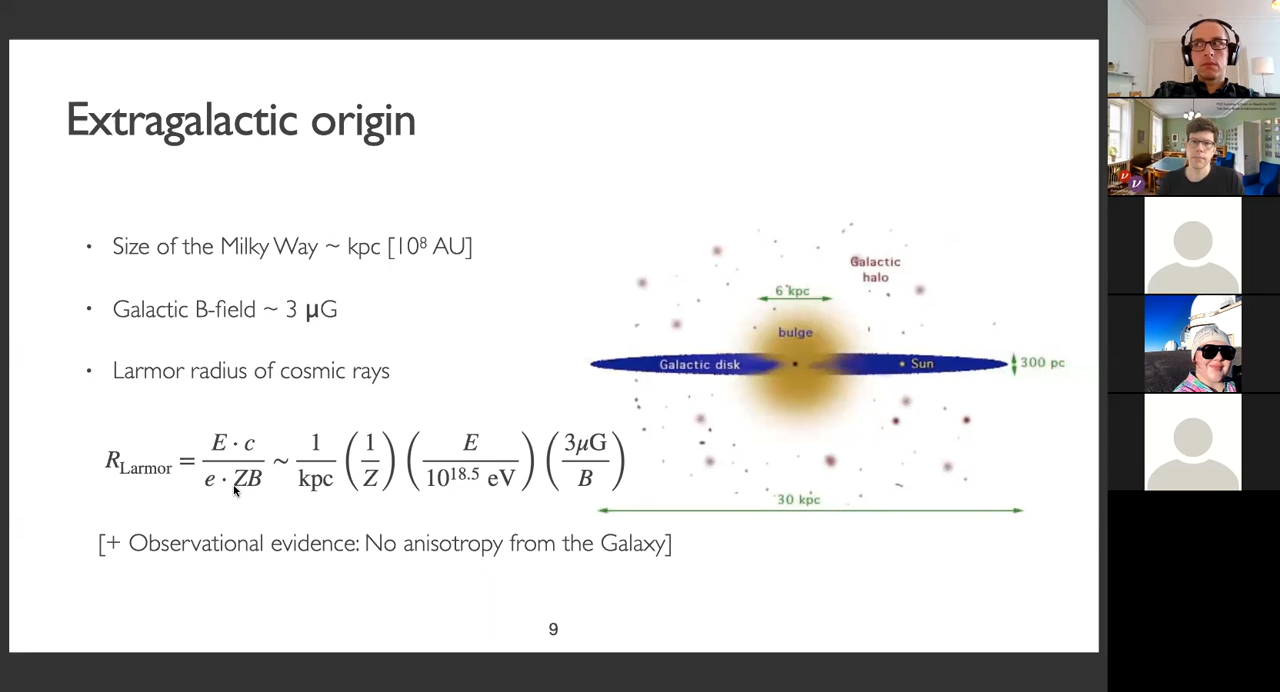 Extragalactic origin
• Size of the Milky Way ~ kpc [10⁸ AU]
• Galactic B-field ~ 3 μG
• Larmor radius of cosmic rays
R_Larmor = E · c / e · ZB ~ 1 / kpc (1 / Z) (E / 10^18.5 eV) (3μG / B)
[+ Observational evidence: No anisotropy from the Galaxy]
Galactic
halo
6 kpc
bulge
Galactic disk
Sun
300 pc
30 kpc
9